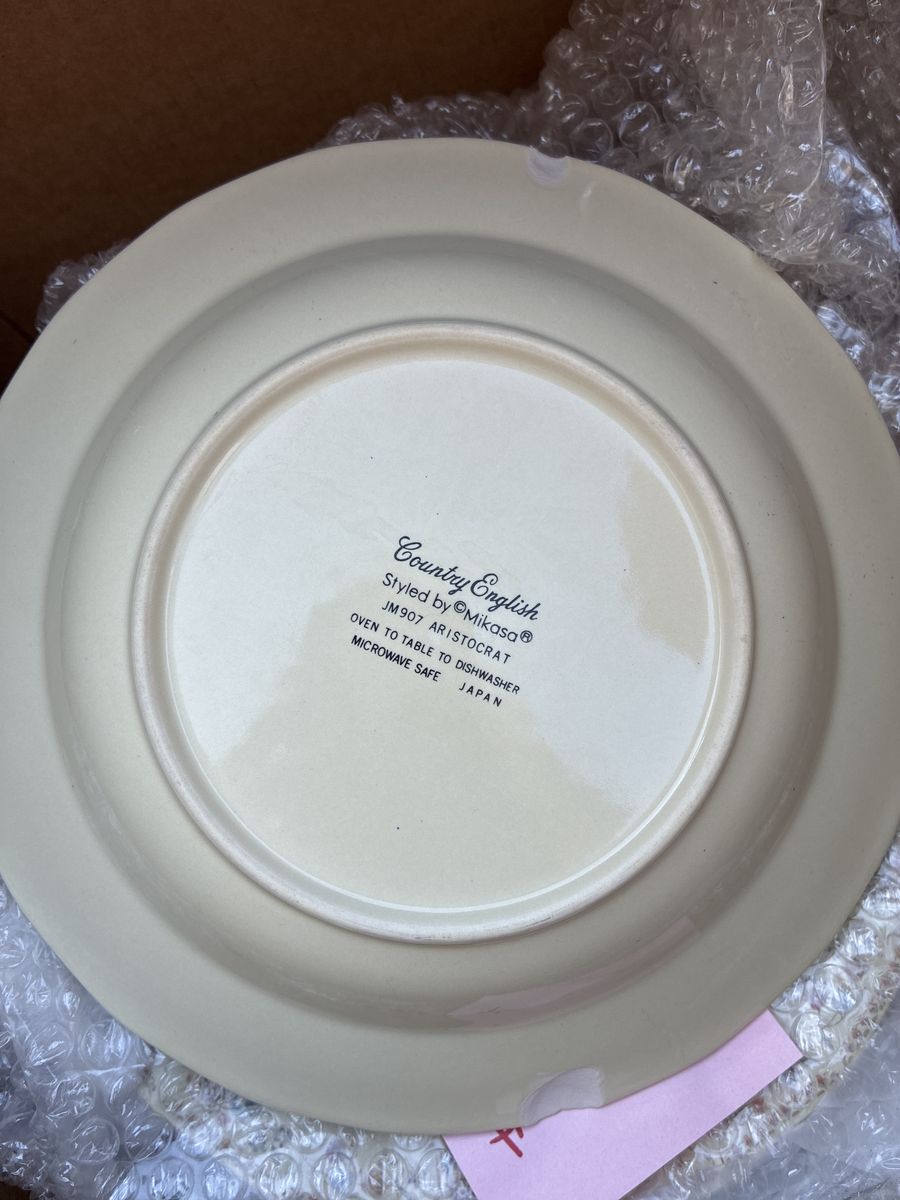 Country English
Styled by ©Mikasa®
JM907 ARISTOCRAT
OVEN TO TABLE TO DISHWASHER
MICROWAVE SAFE JAPAN